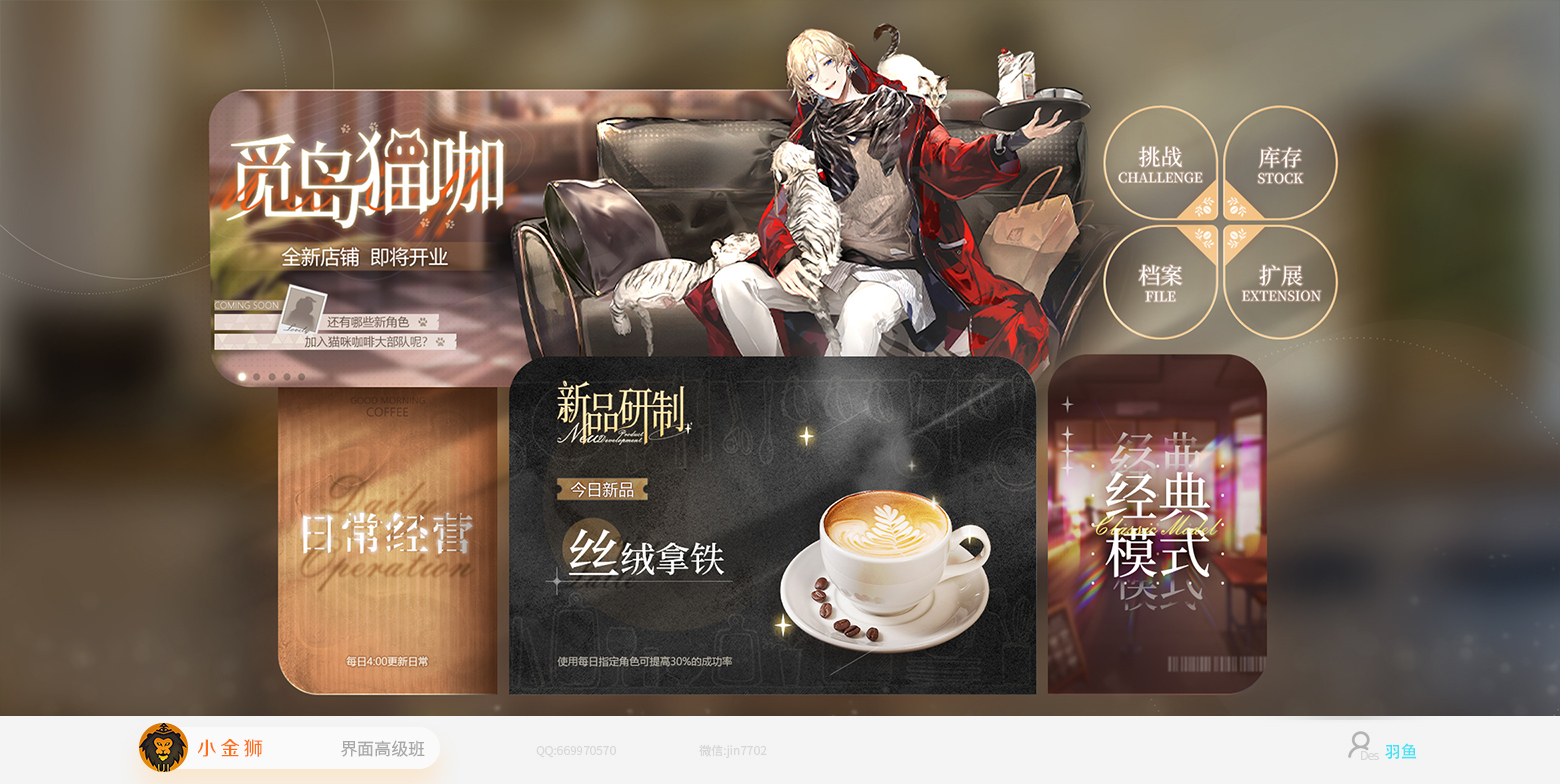 觅岛猫咖
全新店铺 即将开业
COMING SOON
Lovely
还有哪些新角色
加入猫咪咖啡大部队呢?
挑战
CHALLENGE
库存
STOCK
档案
FILE
扩展
EXTENSION
GOOD MORNING
COFFEE
Daily
日常经营
Operation
每日4:00更新日常
新品研制
New Product
Development
今日新品
丝绒拿铁
使用每日指定角色可提高30%的成功率
经典
经典
Classic Model
模式
模式
小金狮
界面高级班
QQ:669970570
微信:jin7702
Des 羽鱼